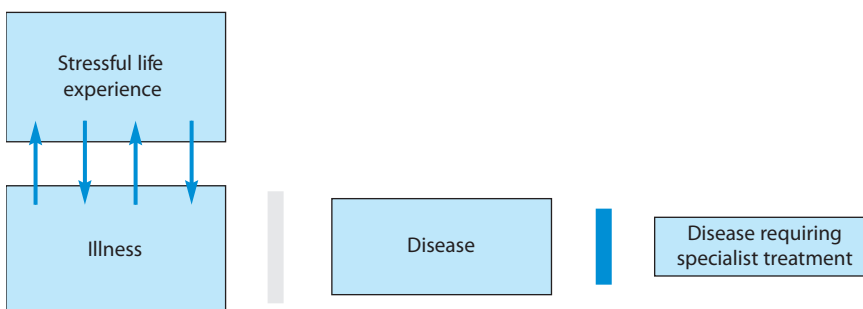 Stressful life
experience
Illness
Disease
Disease requiring
specialist treatment